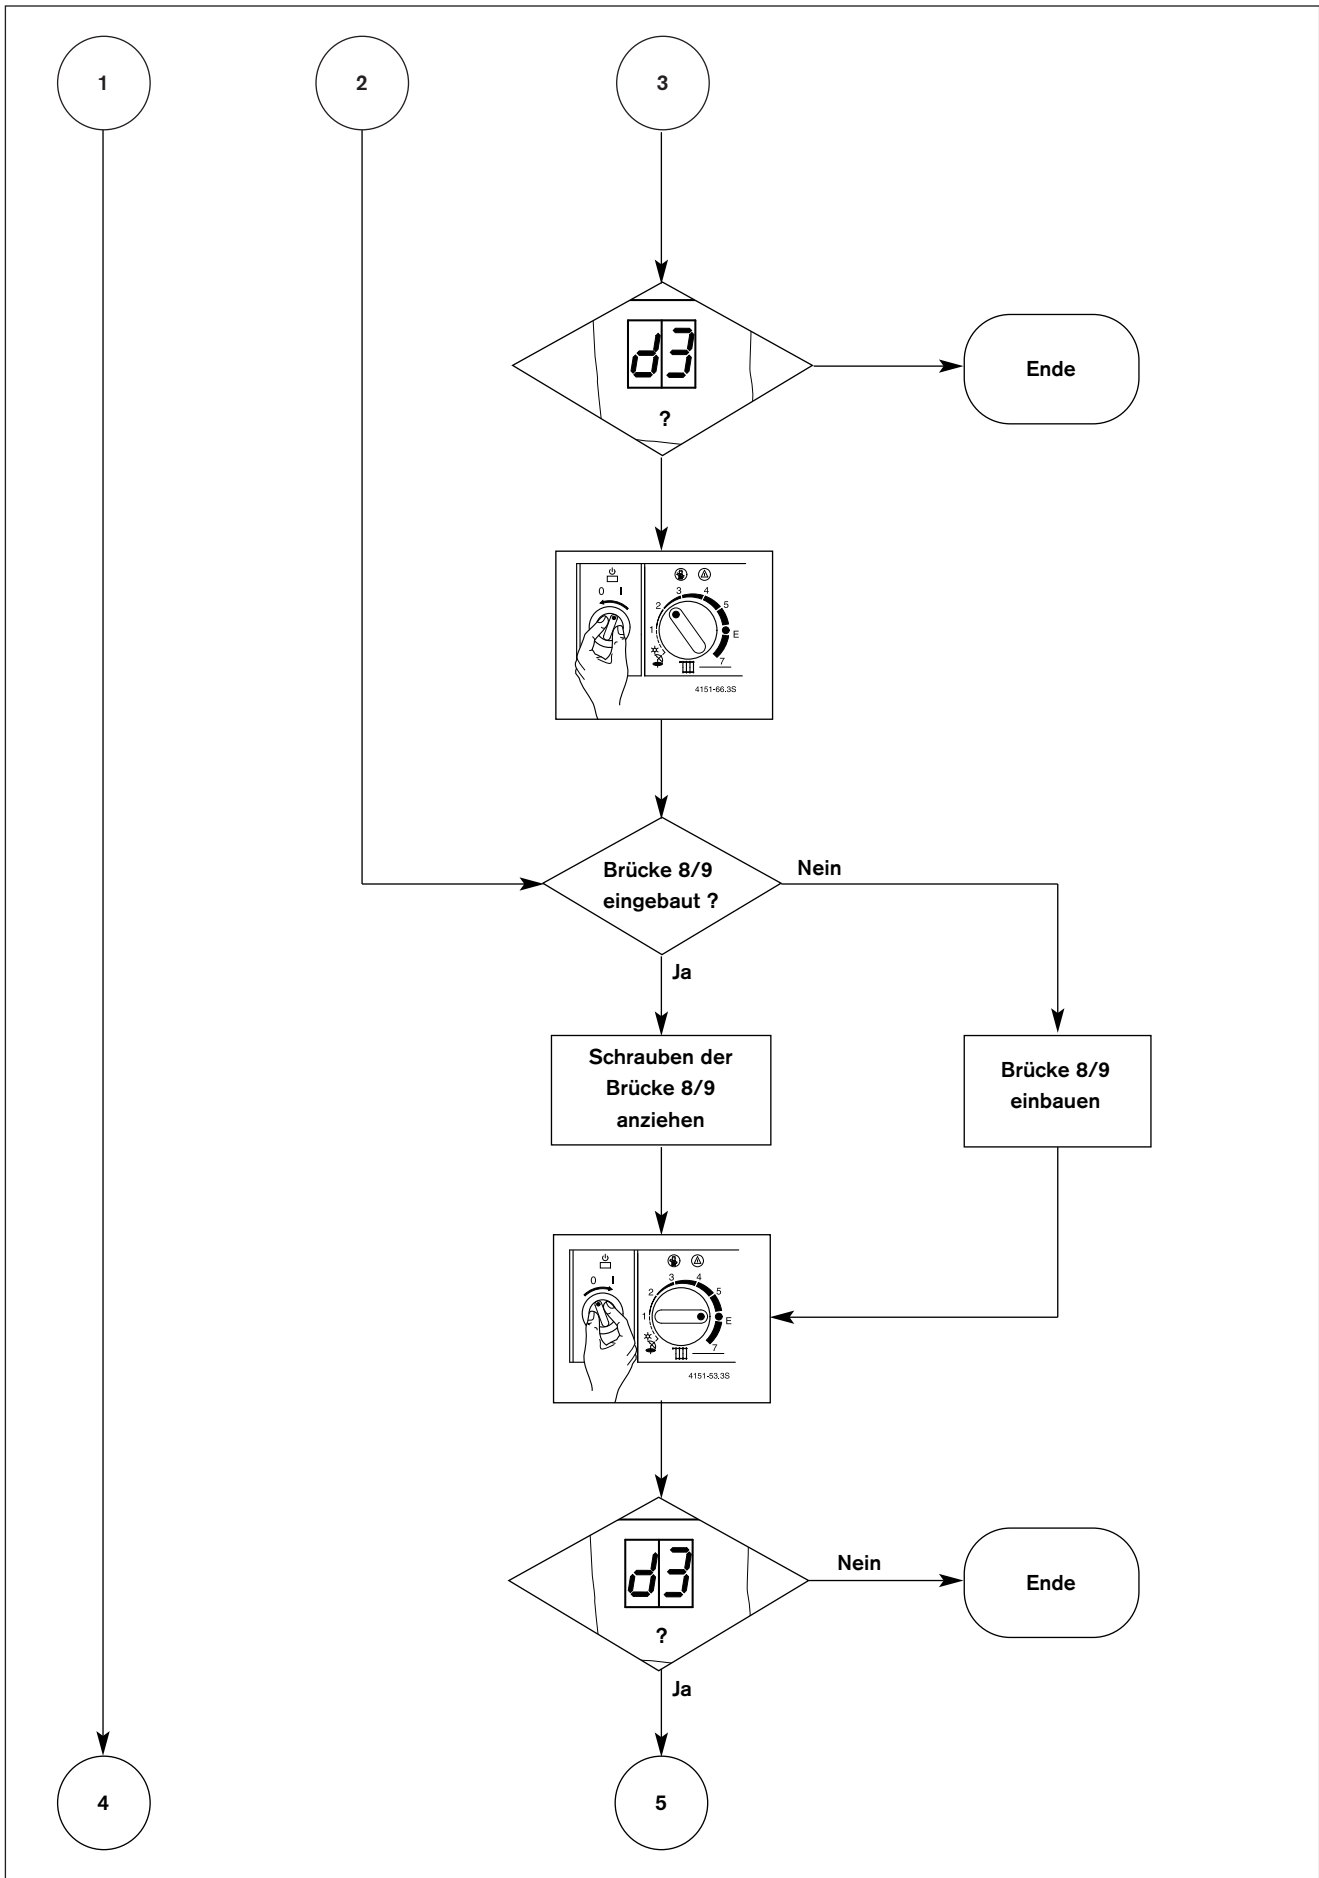 1
2
3
d3
?
Ende
0 I
3 4
2 5
1 E
7
4151-66.3S
Brücke 8/9
eingebaut ?
Nein
Ja
Schrauben der
Brücke 8/9
anziehen
Brücke 8/9
einbauen
0 I
3 4
2 5
1 E
7
4151-53.3S
d3
?
Nein
Ende
Ja
4
5